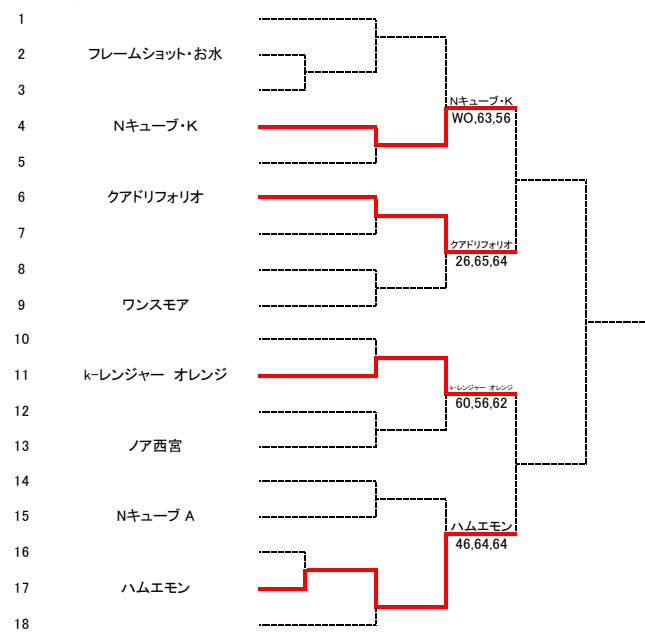 1
2 フレームショット・お水
3
4 Nキューブ・K
5
6 クアドリフォリオ
7
8
9 ワンスモア
10
11 k-レンジャー オレンジ
12
13 ノア西宮
14
15 Nキューブ A
16
17 ハムエモン
18
Nキューブ・K
WO,63,56
クアドリフォリオ
26,65,64
k-レンジャー オレンジ
60,56,62
ハムエモン
46,64,64